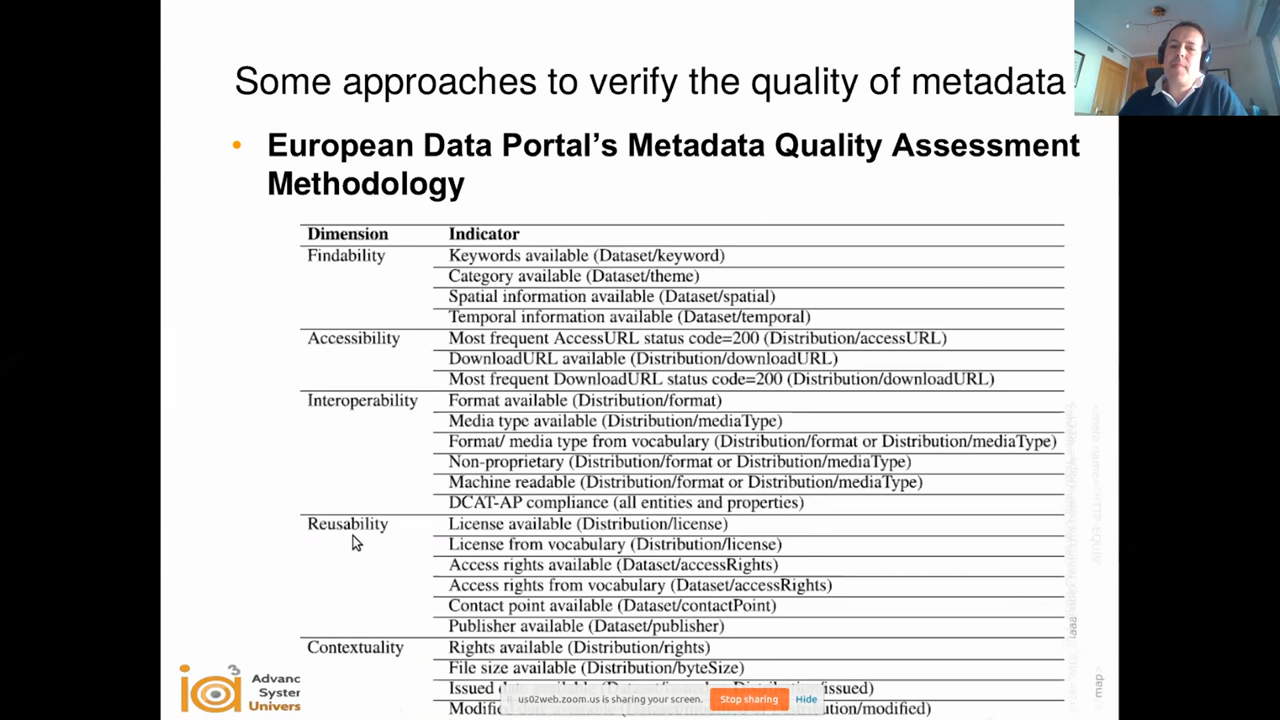 Some approaches to verify the quality of metadata
• European Data Portal's Metadata Quality Assessment
Methodology
Dimension Indicator
Findability Keywords available (Dataset/keyword)
Category available (Dataset/theme)
Spatial information available (Dataset/spatial)
Temporal information available (Dataset/temporal)
Accessibility Most frequent AccessURL status code=200 (Distribution/accessURL)
DownloadURL available (Distribution/downloadURL)
Most frequent DownloadURL status code=200 (Distribution/downloadURL)
Interoperability Format available (Distribution/format)
Media type available (Distribution/mediaType)
Format/ media type from vocabulary (Distribution/format or Distribution/mediaType)
Non-proprietary (Distribution/format or Distribution/mediaType)
Machine readable (Distribution/format or Distribution/mediaType)
DCAT-AP compliance (all entities and properties)
Reusability License available (Distribution/license)
License from vocabulary (Distribution/license)
Access rights available (Dataset/accessRights)
Access rights from vocabulary (Dataset/accessRights)
Contact point available (Dataset/contactPoint)
Publisher available (Dataset/publisher)
Contextuality Rights available (Distribution/rights)
File size available (Distribution/byteSize)
Issued /issued)
ution/modified)
ia3 Advanc
System
Univers
us02web.zoom.us is sharing your screen. Stop sharing Hide
map>